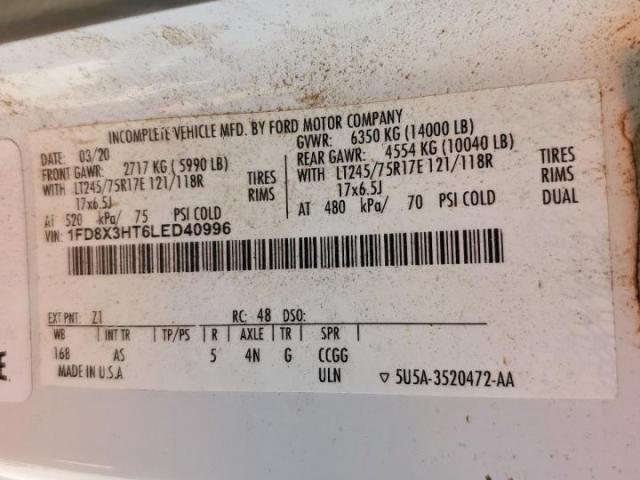 INCOMPLETE VEHICLE MFD. BY FORD MOTOR COMPANY
DATE: 03/20 GVWR: 6350 KG (14000 LB)
FRONT GAWR: 2717 KG (5990 LB) REAR GAWR: 4554 KG (10040 LB)
WITH LT245/75R17E 121/118R TIRES WITH LT245/75R17E 121/118R TIRES
17x6.5J RIMS 17x6.5J RIMS
AT 520 kPa/ 75 PSI COLD AT 480 kPa/ 70 PSI COLD DUAL
VIN: 1FD8X3HT6LED40996
EXT PNT: Z1 RC: 48 DSO:
WB INT TR TP/PS R AXLE TR SPR
168 AS 5 4N G CCGG
MADE IN U.S.A ULN ▽ 5U5A-3520472-AA
E